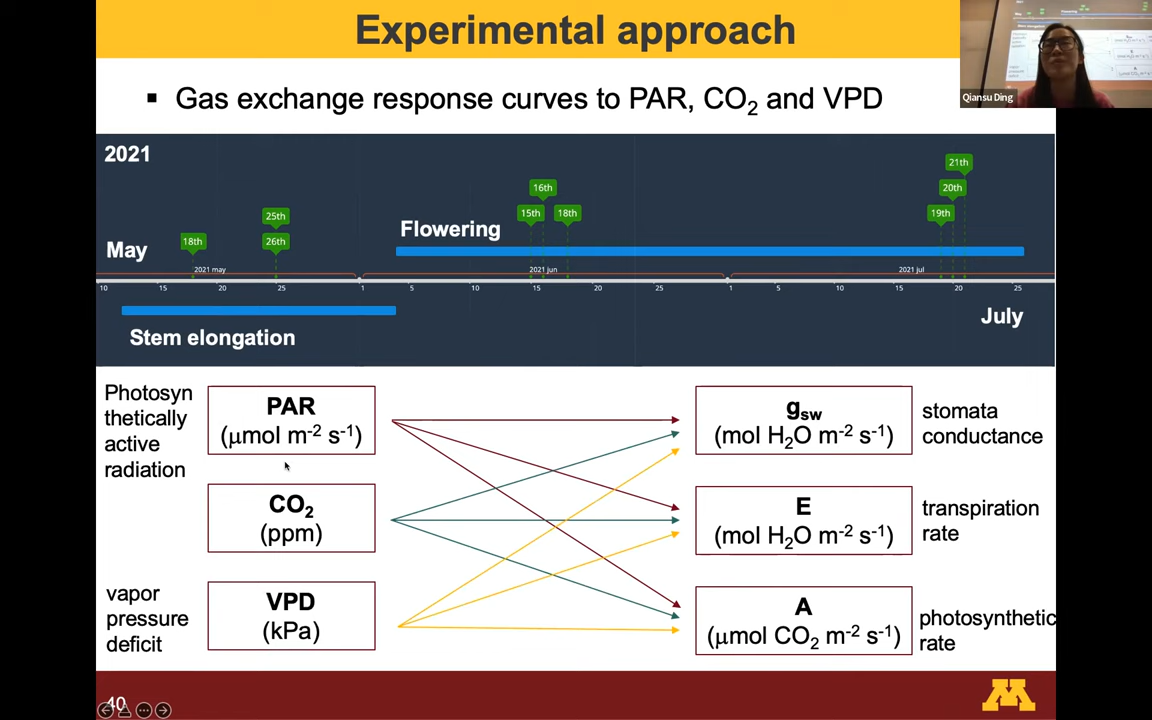 Experimental approach
Qiansu Ding
▪ Gas exchange response curves to PAR, CO₂ and VPD
2021
21th
16th
20th
25th
15th
18th
19th
Flowering
18th
26th
May
2021 may
2021 jun
2021 jul
10 15 20 25 1 5 10 15 20 25 1 5 10 15 20 25
July
Stem elongation
Photosyn
thetically
active
radiation
PAR
(μmol m⁻² s⁻¹)
gsw
(mol H₂O m⁻² s⁻¹)
stomata
conductance
CO₂
(ppm)
E
(mol H₂O m⁻² s⁻¹)
transpiration
rate
vapor
pressure
deficit
VPD
(kPa)
A
(μmol CO₂ m⁻² s⁻¹)
photosynthetic
rate
40
M